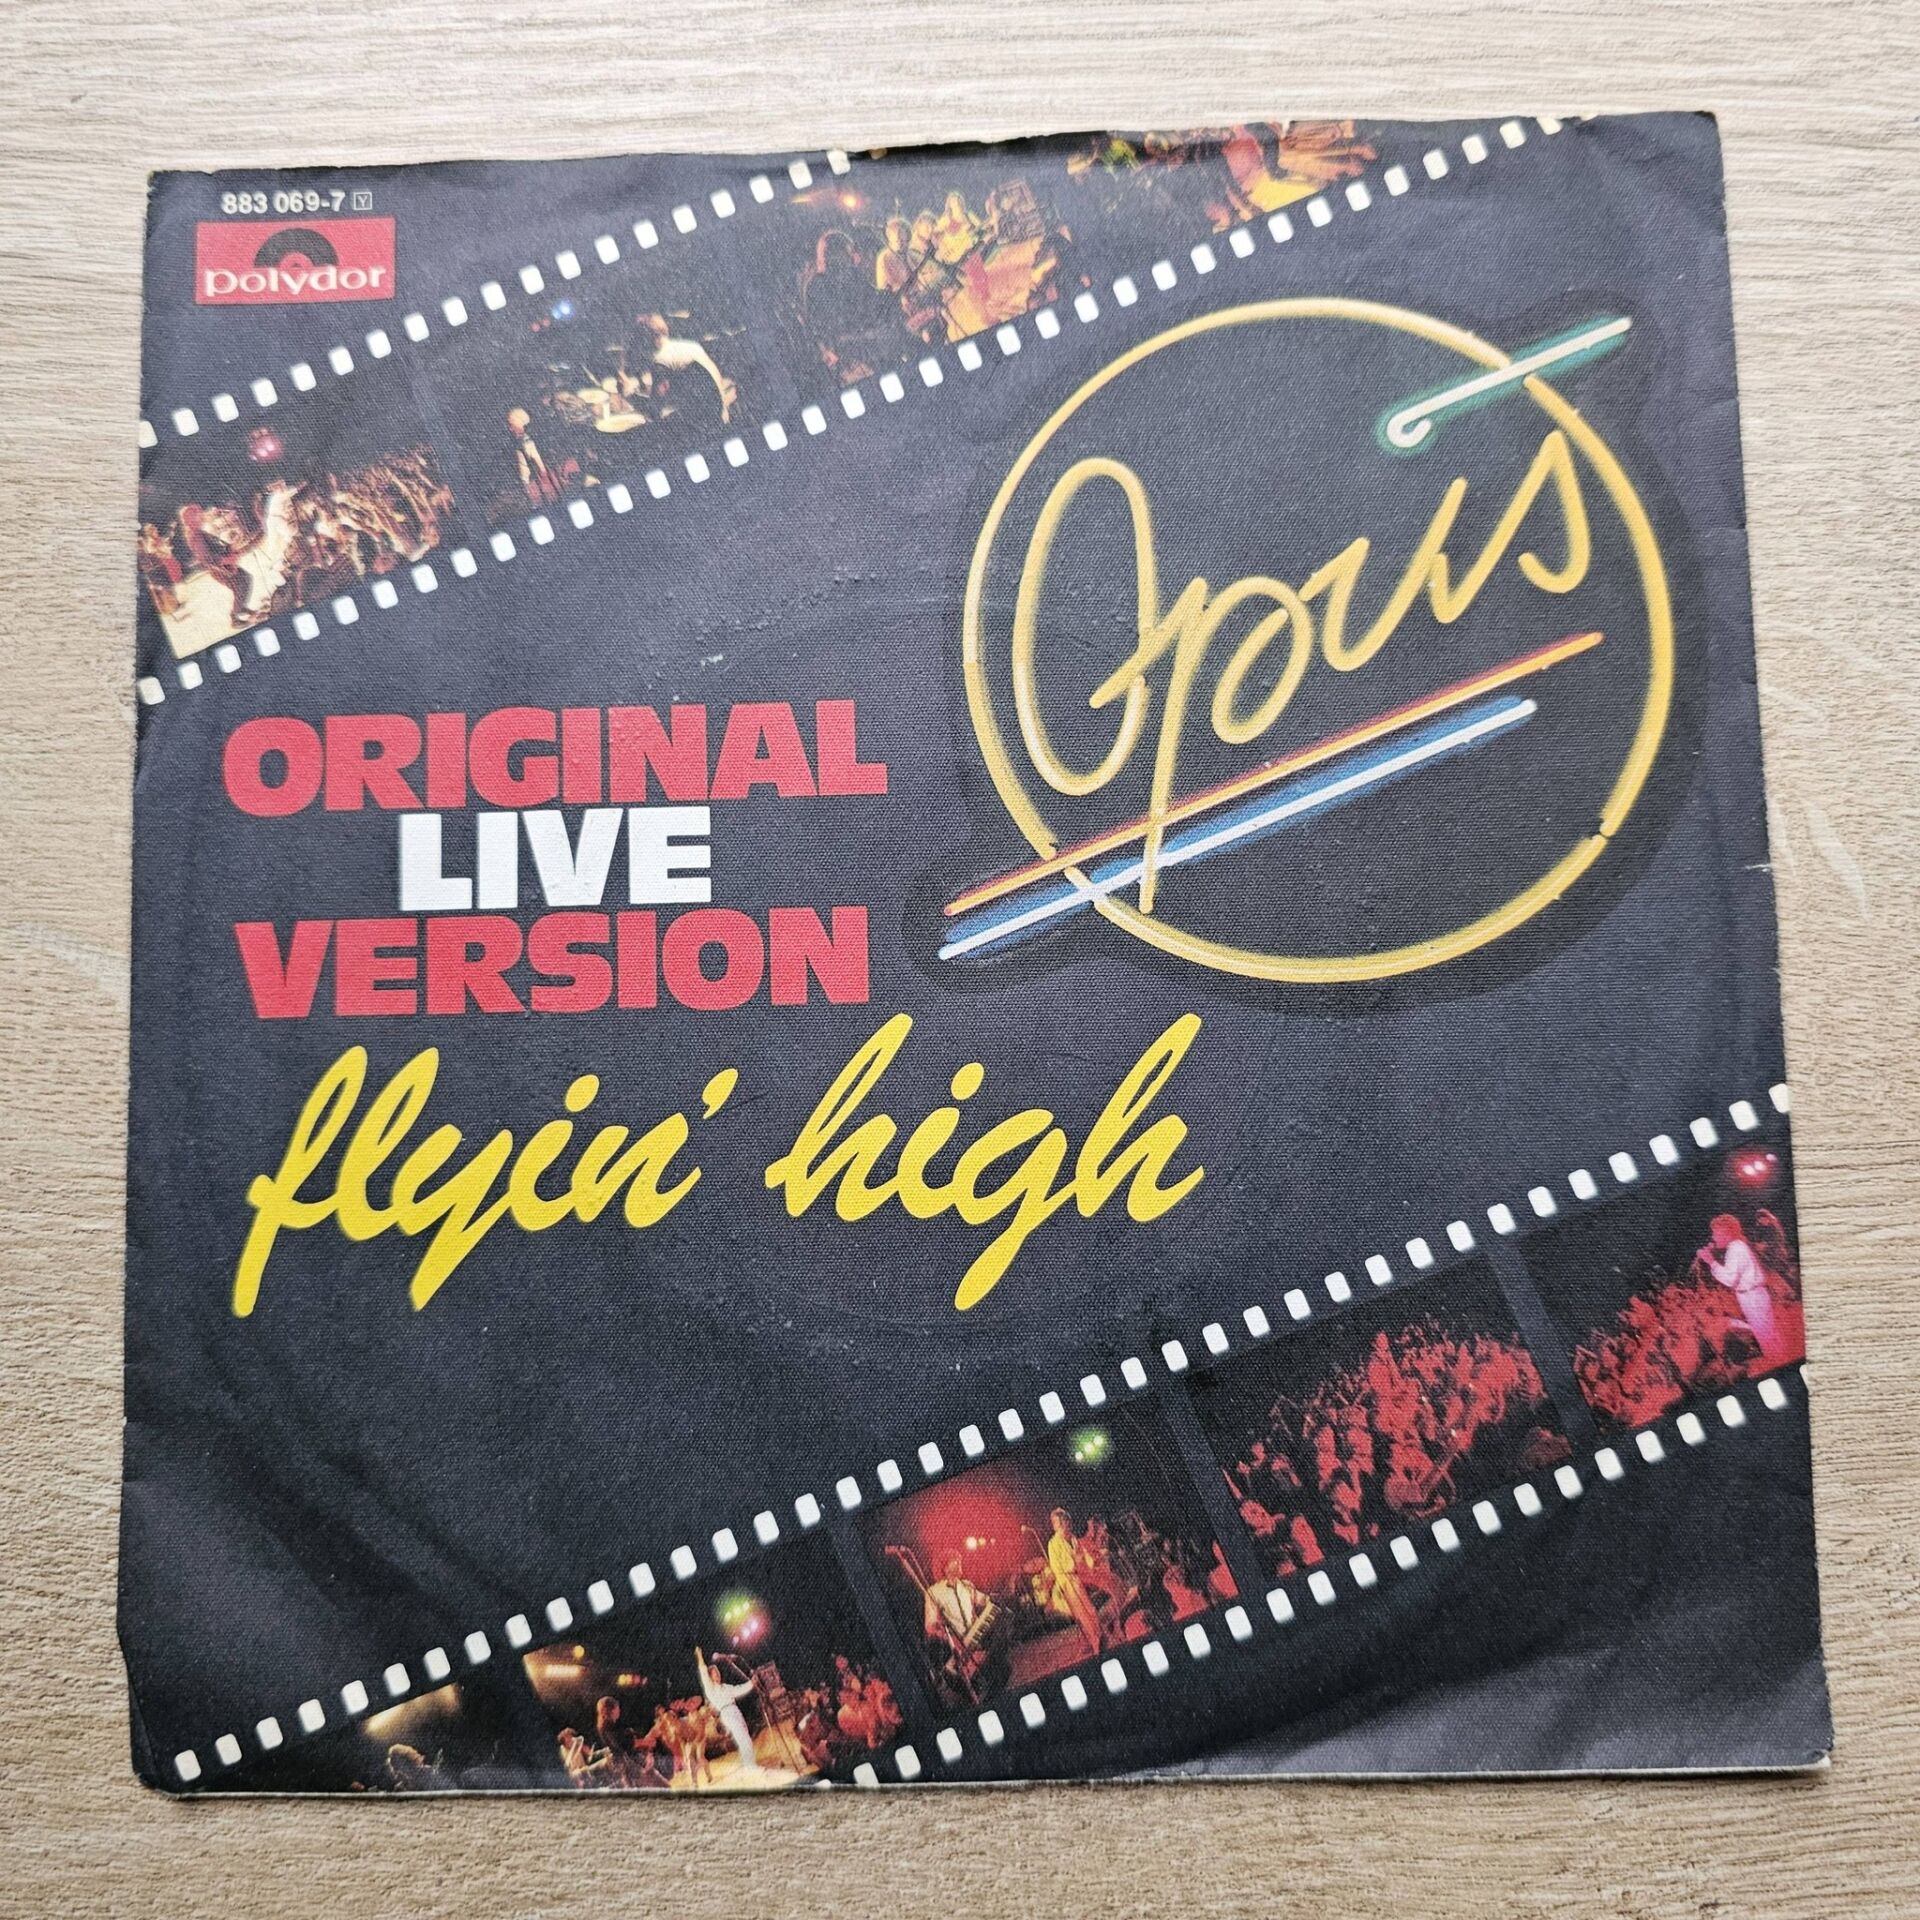 883 069-7 Y
polydor
Opus
ORIGINAL
LIVE
VERSION
flyin' high